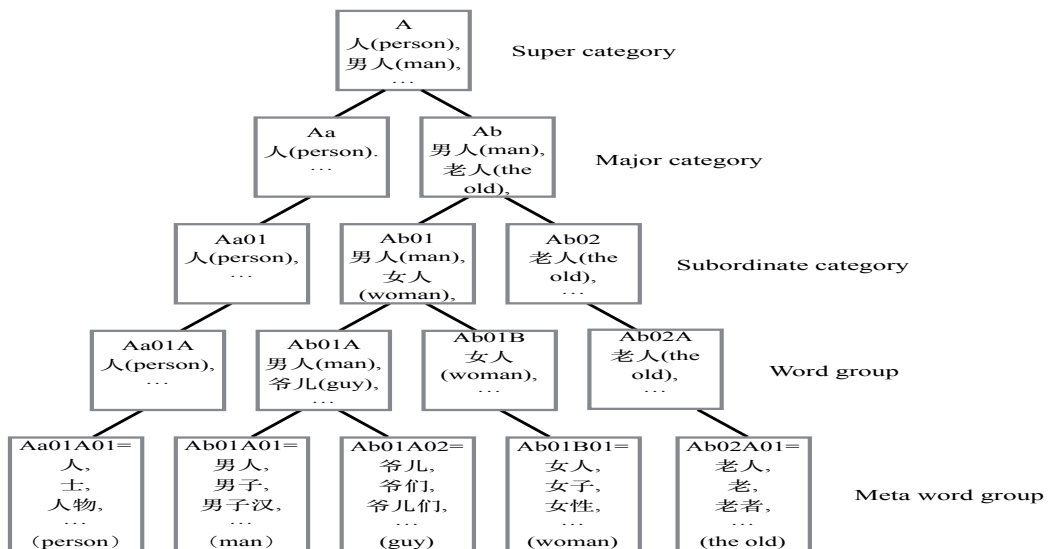 A
人(person),
男人(man),
…
Super category
Aa
人(person).
…
Ab
男人(man),
老人(the
old),
Major category
Aa01
人(person),
…
Ab01
男人(man),
女人
(woman),
Ab02
老人(the
old),
…
Subordinate category
Aa01A
人(person),
…
Ab01A
男人(man),
爷儿(guy),
…
Ab01B
女人
(woman),
…
Ab02A
老人(the
old),
…
Word group
Aa01A01=
人,
士,
人物,
…
(person)
Ab01A01=
男人,
男子,
男子汉,
…
(man)
Ab01A02=
爷儿,
爷们,
爷儿们,
…
(guy)
Ab01B01=
女人,
女子,
女性,
…
(woman)
Ab02A01=
老人,
老,
老者,
…
(the old)
Meta word group